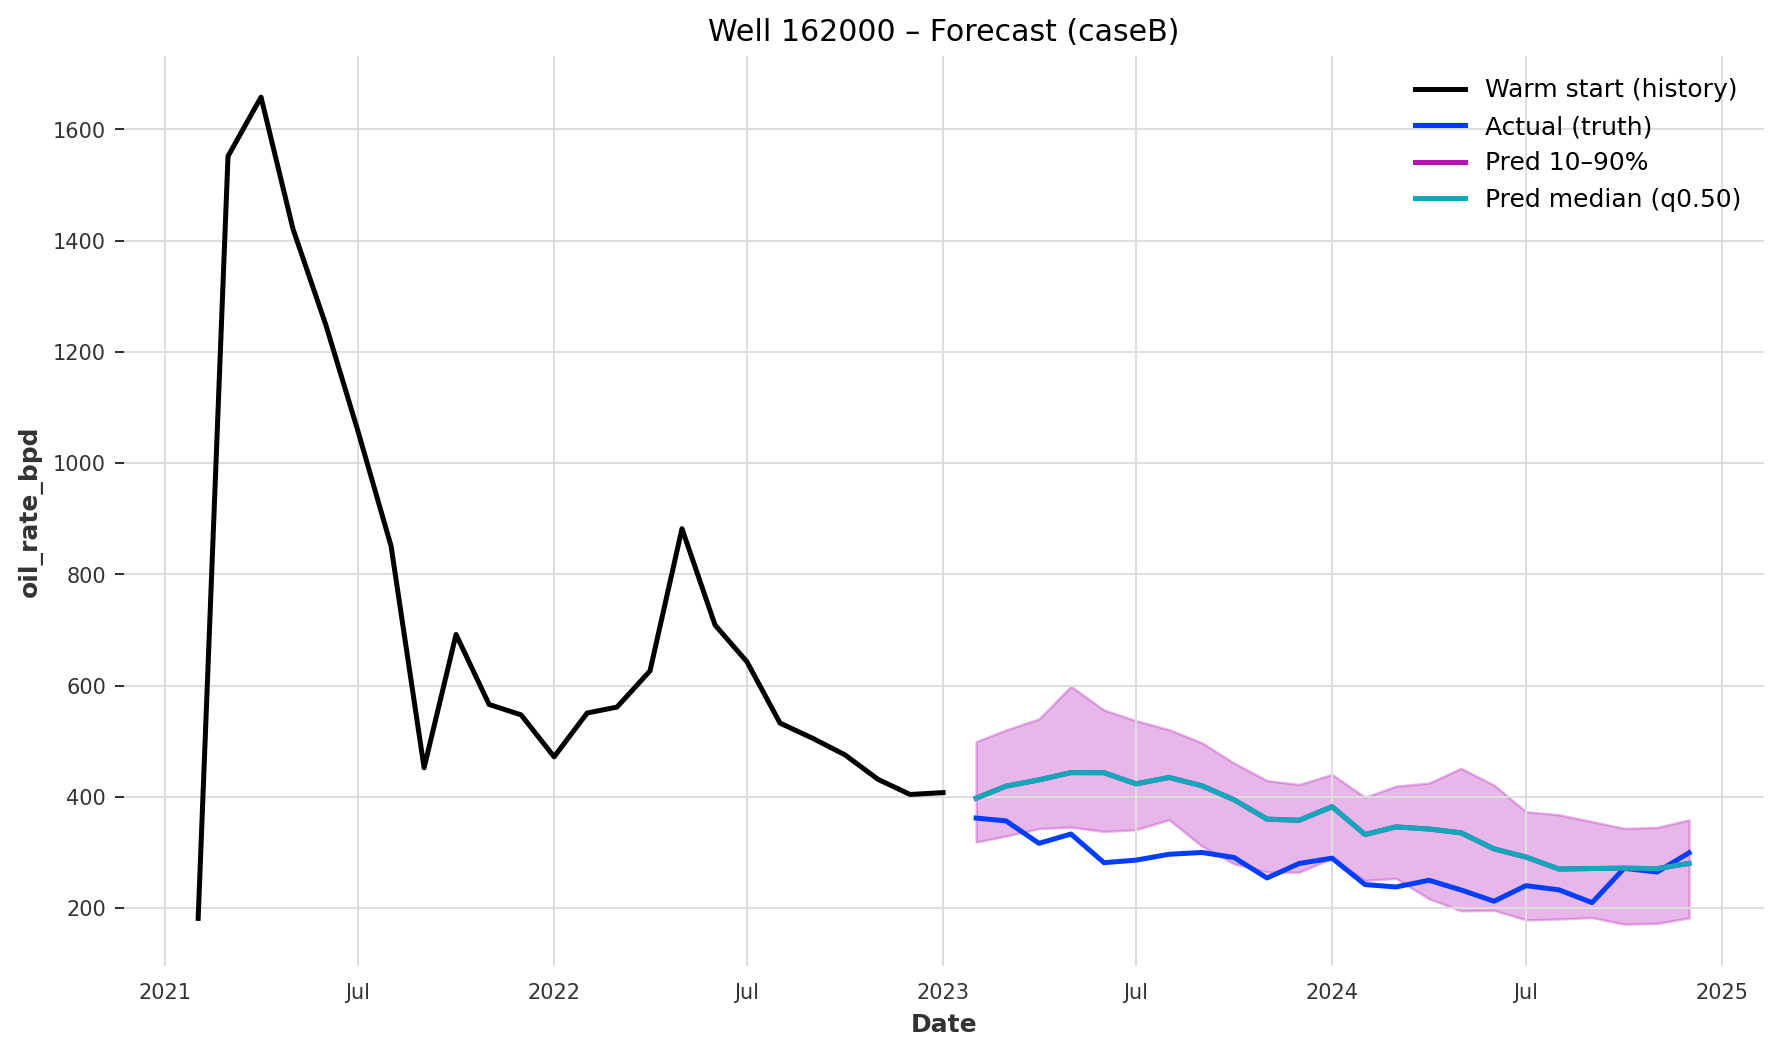 Well 162000 – Forecast (caseB)
Warm start (history)
Actual (truth)
Pred 10–90%
Pred median (q0.50)
oil_rate_bpd
1600
1400
1200
1000
800
600
400
200
2021
Jul
2022
Jul
2023
Jul
2024
Jul
2025
Date